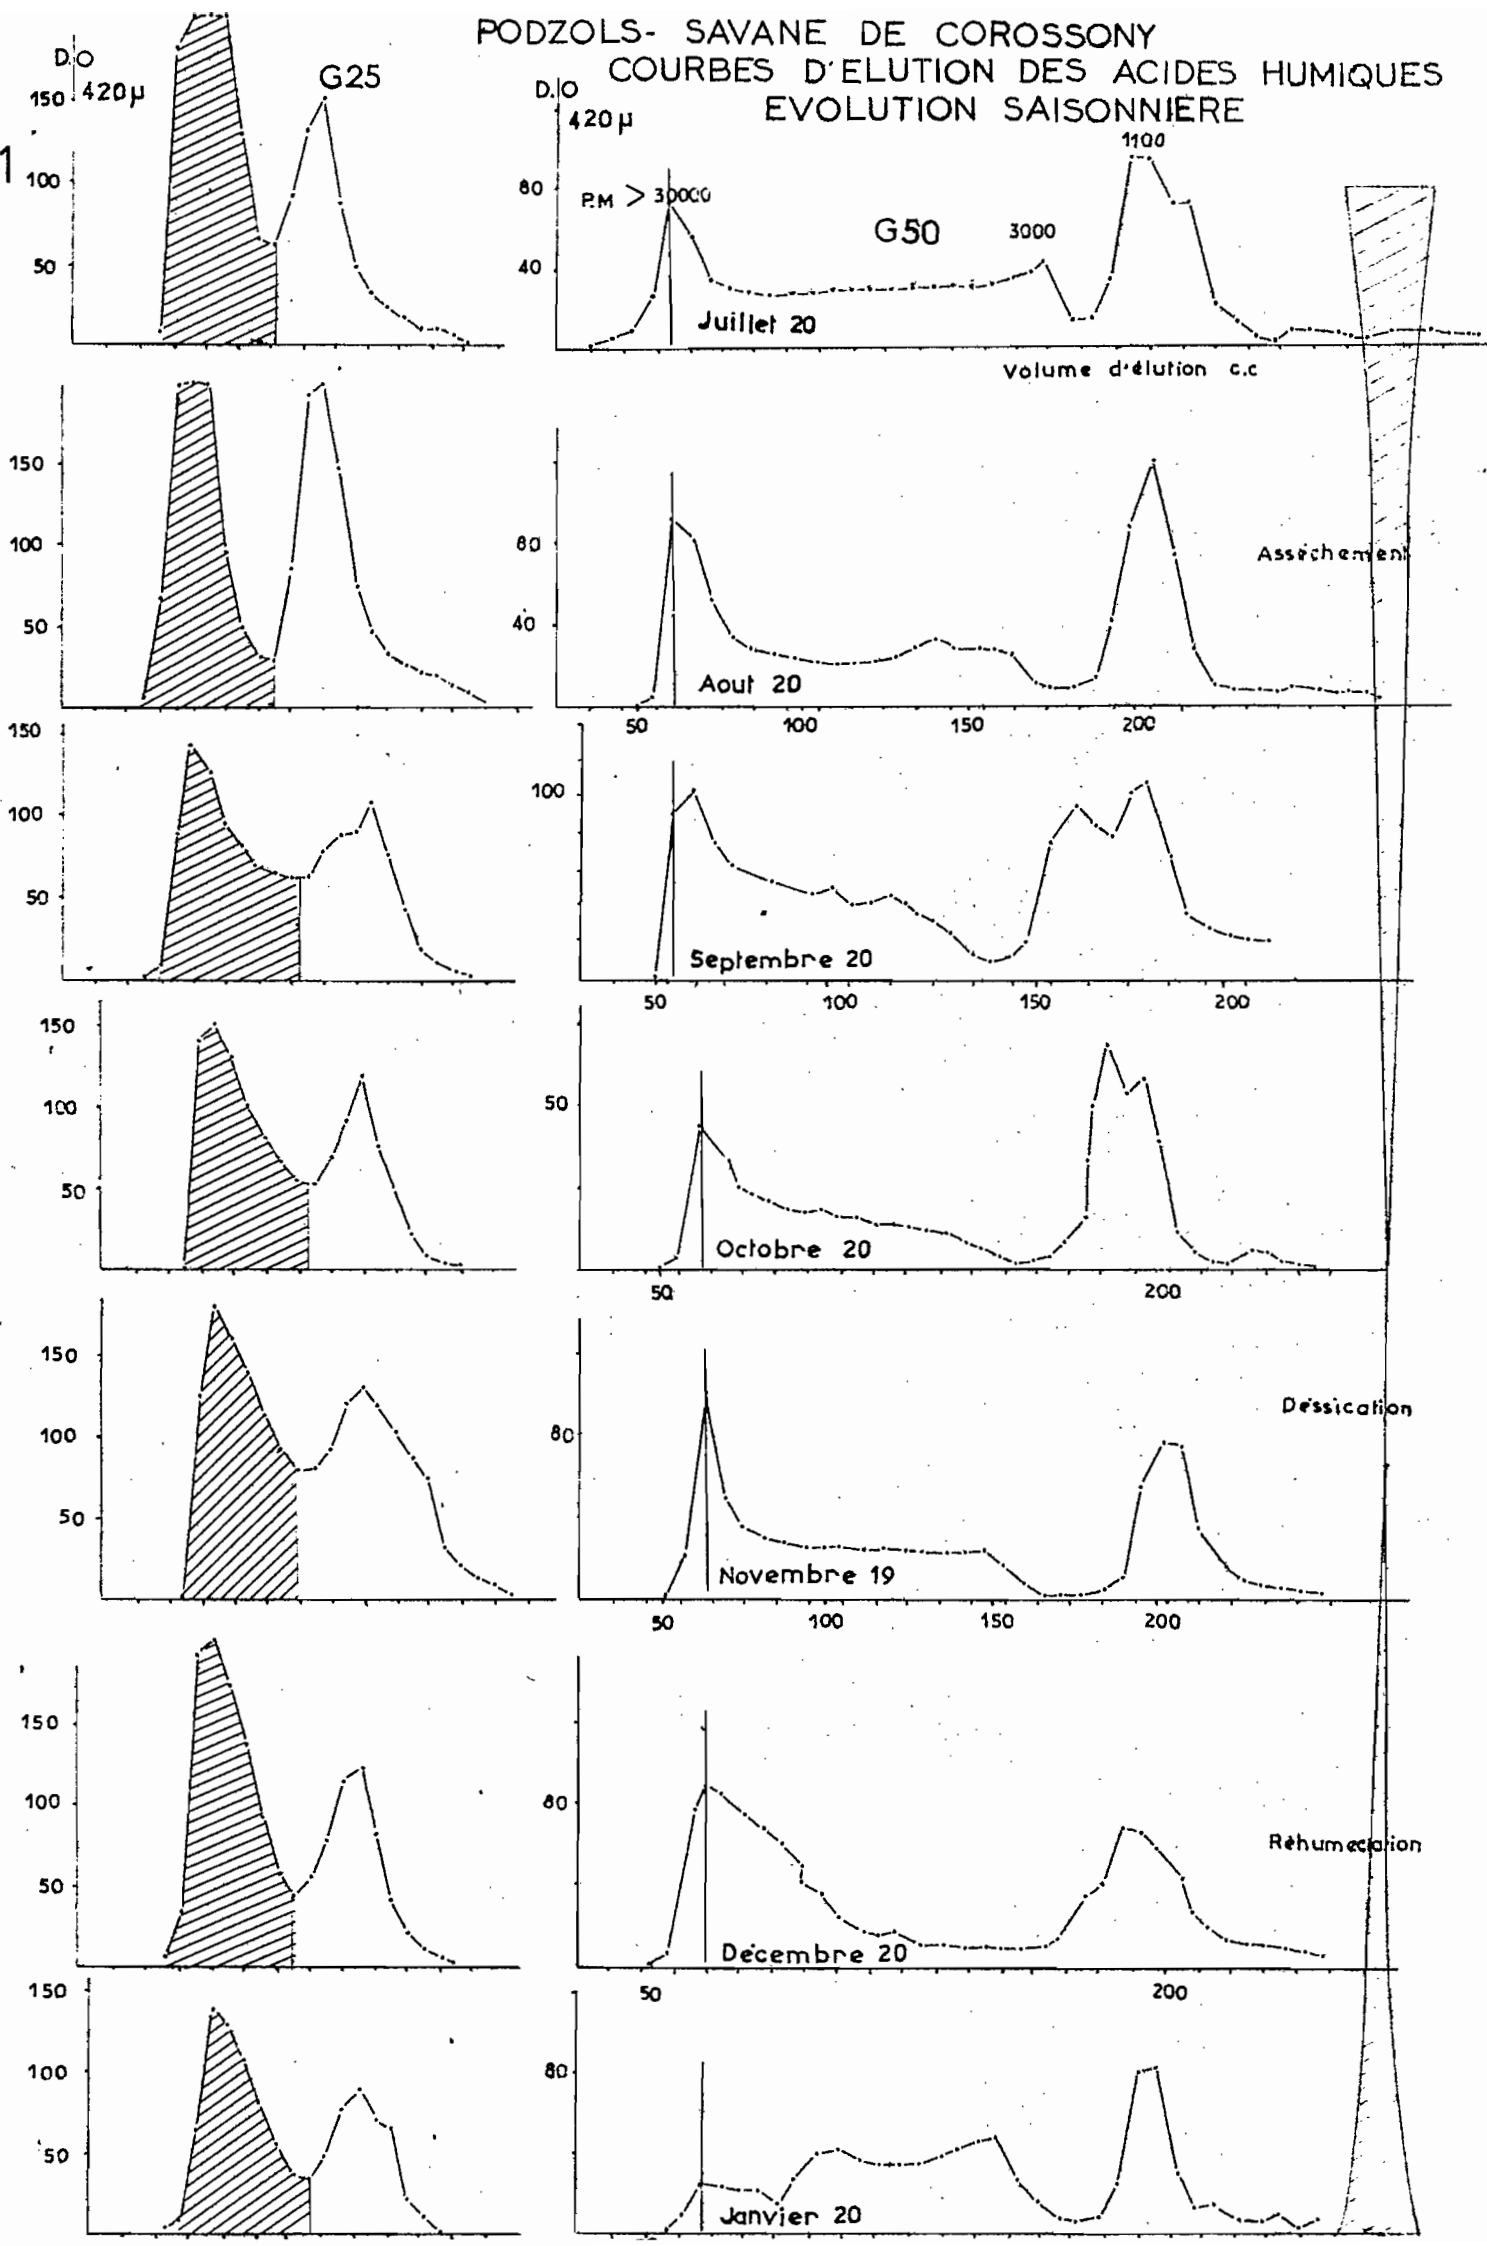 PODZOLS- SAVANE DE COROSSONY
COURBES D'ELUTION DES ACIDES HUMIQUES
EVOLUTION SAISONNIERE
1
D.O
420µ
G25
150
100
50
D.O
420µ
80
40
P.M > 30000
G50
3000
1100
Juillet 20
Volume d'élution c.c
150
100
50
80
40
Aout 20
Assèchement
50 100 150 200
150
100
50
100
Septembre 20
50 100 150 200
150
100
50
50
Octobre 20
50 200
150
100
50
80
Novembre 19
Déssication
50 100 150 200
150
100
50
80
Décembre 20
Réhumectation
50 200
150
100
50
80
Janvier 20